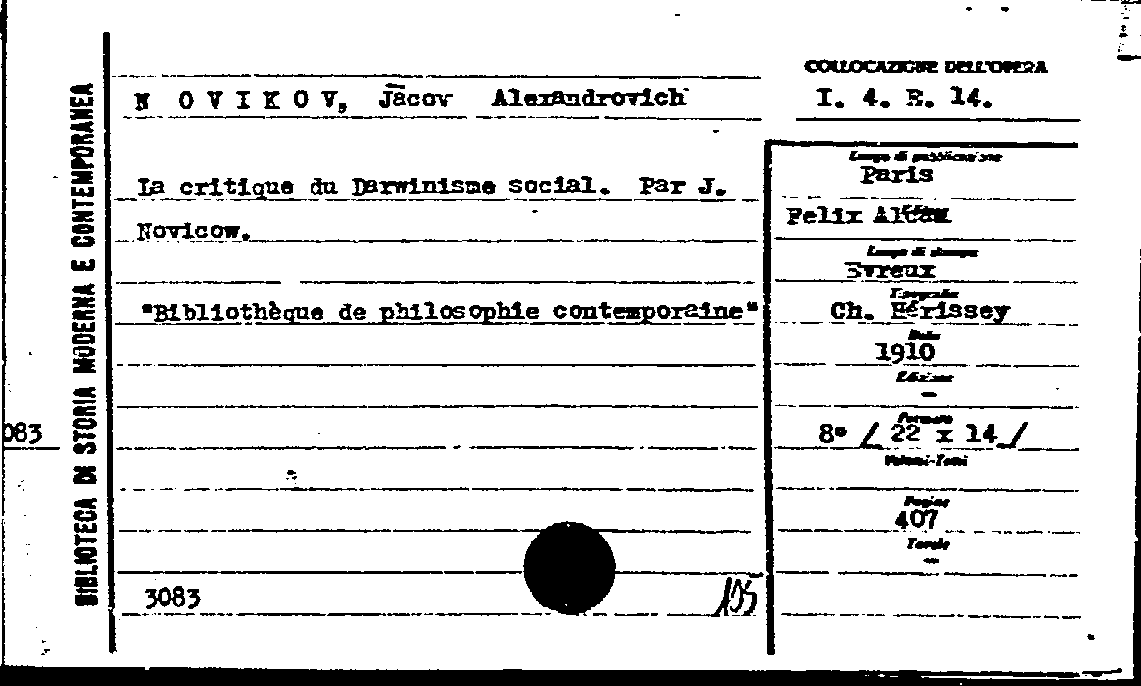 COLLOCAZIONE DELL'OPERA
N O V I K O V, Jacov Alexandrovich
I. 4. B. 14.
BIBLIOTECA DI STORIA MODERNA E CONTEMPORANEA
La critique du Darwinisme social. Par J.
Novicow.
"Bibliothèque de philosophie contemporaine"
Luogo di pubblicazione
Paris
Felix Alcan
Luogo di stampa
Evreux
Tipografia
Ch. Hérissey
Data
1910
Edizione
—
Formato
8° / 22 x 14 /
Volumi-Tomi
Pagine
407
Tavole
—
083
3083
105